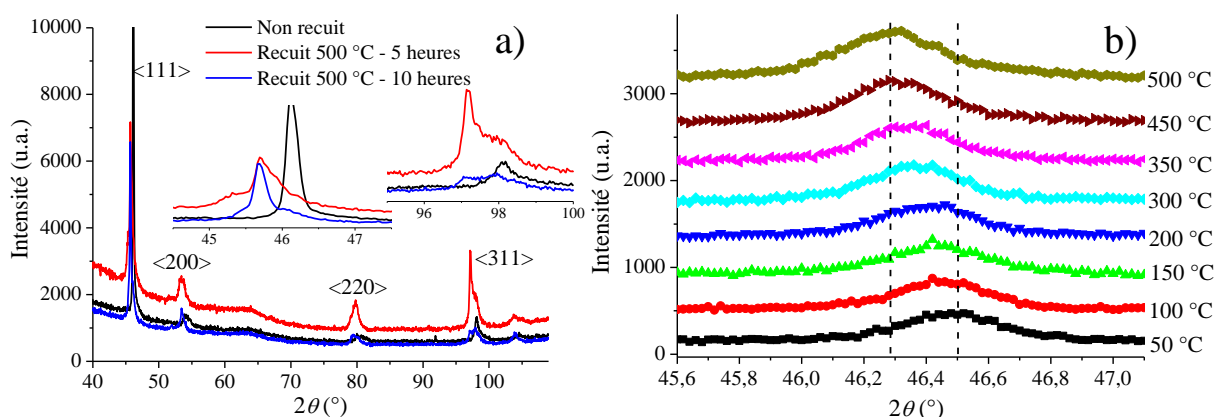 a)
Non recuit
Recuit 500 °C - 5 heures
Recuit 500 °C - 10 heures
<111>
<200>
<220>
<311>
45 46 47
96 98 100
10000
8000
6000
4000
2000
0
Intensité (u.a.)
40 50 60 70 80 90 100
2θ (°)
b)
500 °C
450 °C
350 °C
300 °C
200 °C
150 °C
100 °C
50 °C
3000
2000
1000
0
Intensité (u.a.)
45,6 45,8 46,0 46,2 46,4 46,6 46,8 47,0
2θ (°)